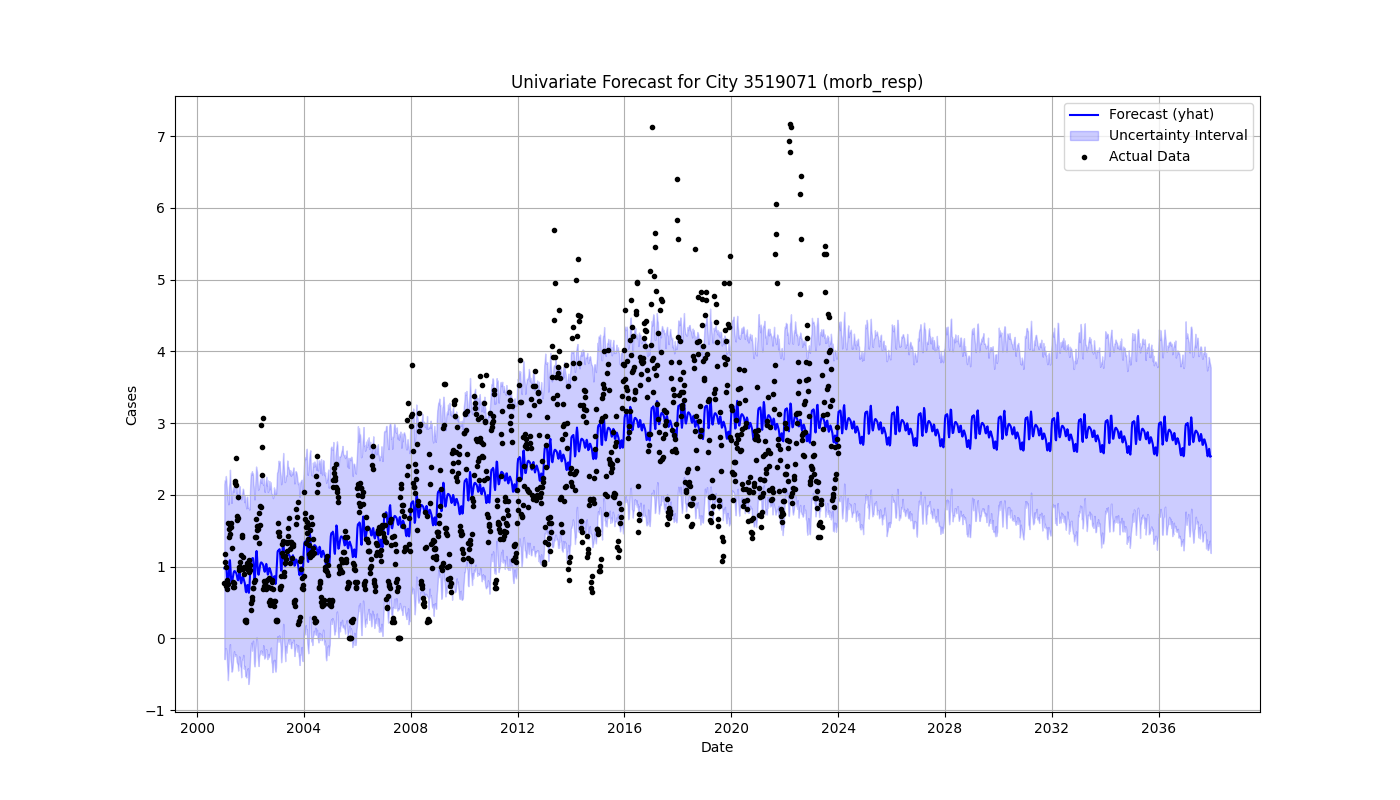 Univariate Forecast for City 3519071 (morb_resp)
Forecast (yhat)
Uncertainty Interval
Actual Data
Cases
7
6
5
4
3
2
1
0
−1
2000 2004 2008 2012 2016 2020 2024 2028 2032 2036
Date